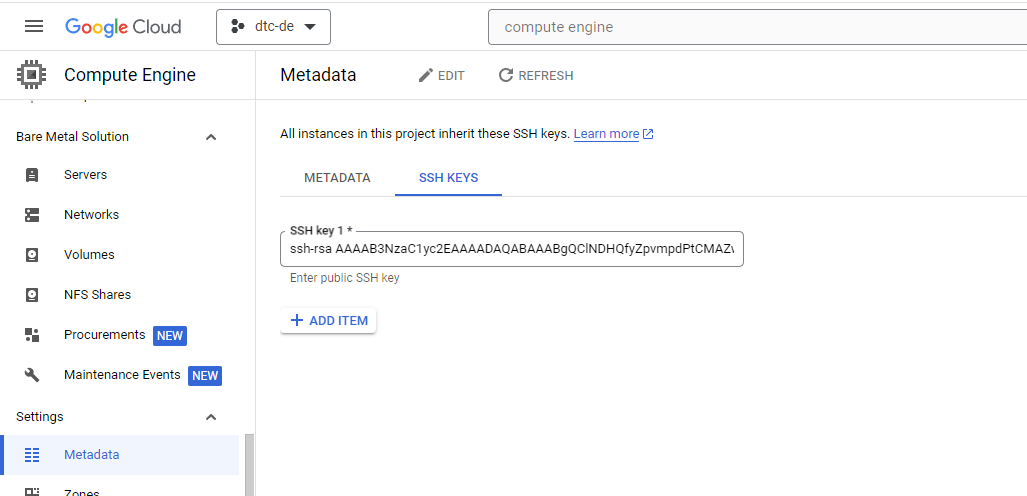 Google Cloud
dtc-de
compute engine
Compute Engine
Bare Metal Solution
Servers
Networks
Volumes
NFS Shares
Procurements NEW
Maintenance Events NEW
Settings
Metadata
Zones
Metadata
EDIT
REFRESH
All instances in this project inherit these SSH keys. Learn more
METADATA
SSH KEYS
SSH key 1 *
ssh-rsa
Enter public SSH key
+ ADD ITEM